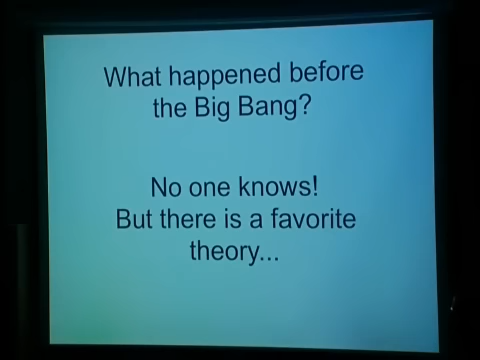 What happened before
the Big Bang?
No one knows!
But there is a favorite
theory...